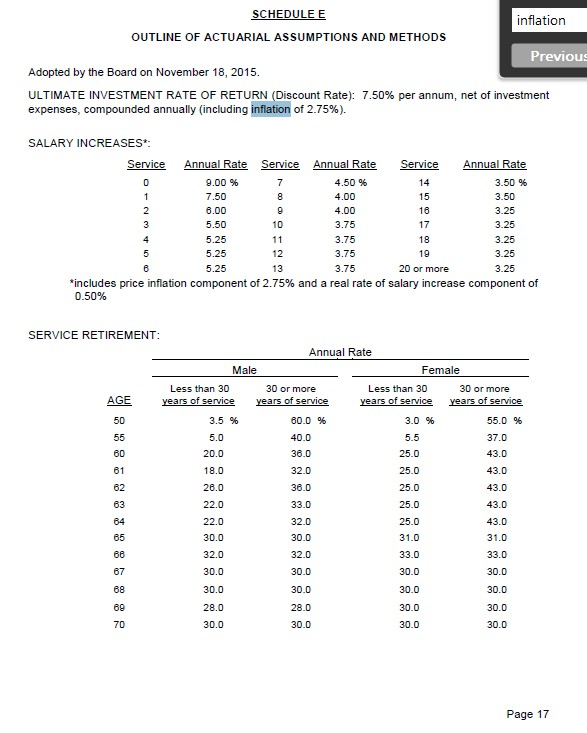 SCHEDULE E
OUTLINE OF ACTUARIAL ASSUMPTIONS AND METHODS
inflation
Previous
Adopted by the Board on November 18, 2015.
ULTIMATE INVESTMENT RATE OF RETURN (Discount Rate): 7.50% per annum, net of investment
expenses, compounded annually (including inflation of 2.75%).
SALARY INCREASES*:
Service Annual Rate Service Annual Rate Service Annual Rate
0 9.00 % 7 4.50 % 14 3.50 %
1 7.50 8 4.00 15 3.50
2 6.00 9 4.00 16 3.25
3 5.50 10 3.75 17 3.25
4 5.25 11 3.75 18 3.25
5 5.25 12 3.75 19 3.25
6 5.25 13 3.75 20 or more 3.25
*includes price inflation component of 2.75% and a real rate of salary increase component of
0.50%
SERVICE RETIREMENT:
Annual Rate
Male Female
Less than 30 30 or more Less than 30 30 or more
AGE years of service years of service years of service years of service
50 3.5 % 60.0 % 3.0 % 55.0 %
55 5.0 40.0 5.5 37.0
60 20.0 36.0 25.0 43.0
61 18.0 32.0 25.0 43.0
62 26.0 36.0 25.0 43.0
63 22.0 33.0 25.0 43.0
64 22.0 32.0 25.0 43.0
65 30.0 30.0 31.0 31.0
66 32.0 32.0 33.0 33.0
67 30.0 30.0 30.0 30.0
68 30.0 30.0 30.0 30.0
69 28.0 28.0 30.0 30.0
70 30.0 30.0 30.0 30.0
Page 17